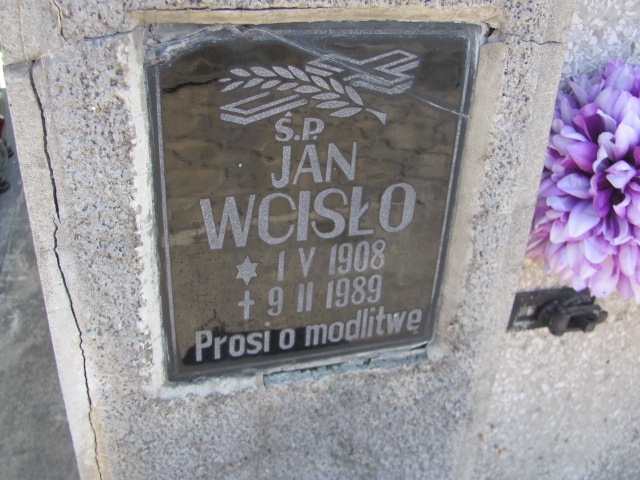 Ś.P.
JAN
WCISŁO
✶ 1 V 1908
✝ 9 II 1989
Prosi o modlitwę